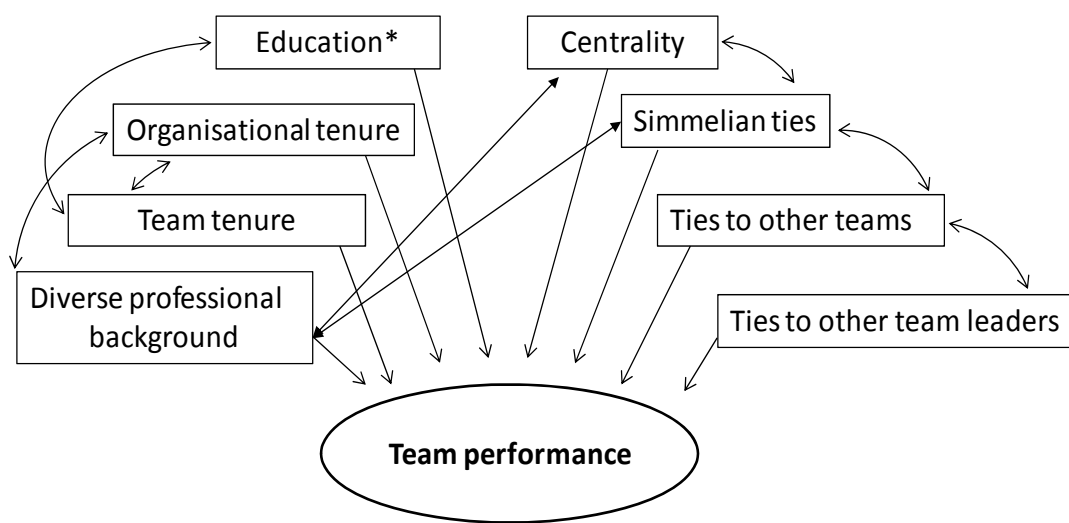 Education*
Centrality
Organisational tenure
Simmelian ties
Team tenure
Ties to other teams
Diverse professional
background
Ties to other team leaders
Team performance